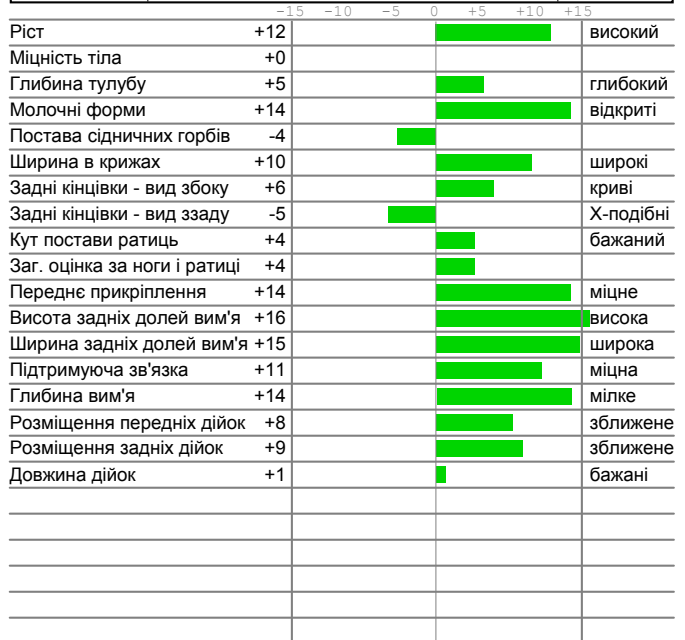 -15 -10 -5 0 +5 +10 +15
Ріст +12 високий
Міцність тіла +0
Глибина тулубу +5 глибокий
Молочні форми +14 відкриті
Постава сідничних горбів -4
Ширина в крижах +10 широкі
Задні кінцівки - вид збоку +6 криві
Задні кінцівки - вид ззаду -5 Х-подібні
Кут постави ратиць +4 бажаний
Заг. оцінка за ноги і ратиці +4
Переднє прикріплення +14 міцне
Висота задніх долей вим'я +16 висока
Ширина задніх долей вим'я +15 широка
Підтримуюча зв'язка +11 міцна
Глибина вим'я +14 мілке
Розміщення передніх дійок +8 зближене
Розміщення задніх дійок +9 зближене
Довжина дійок +1 бажані